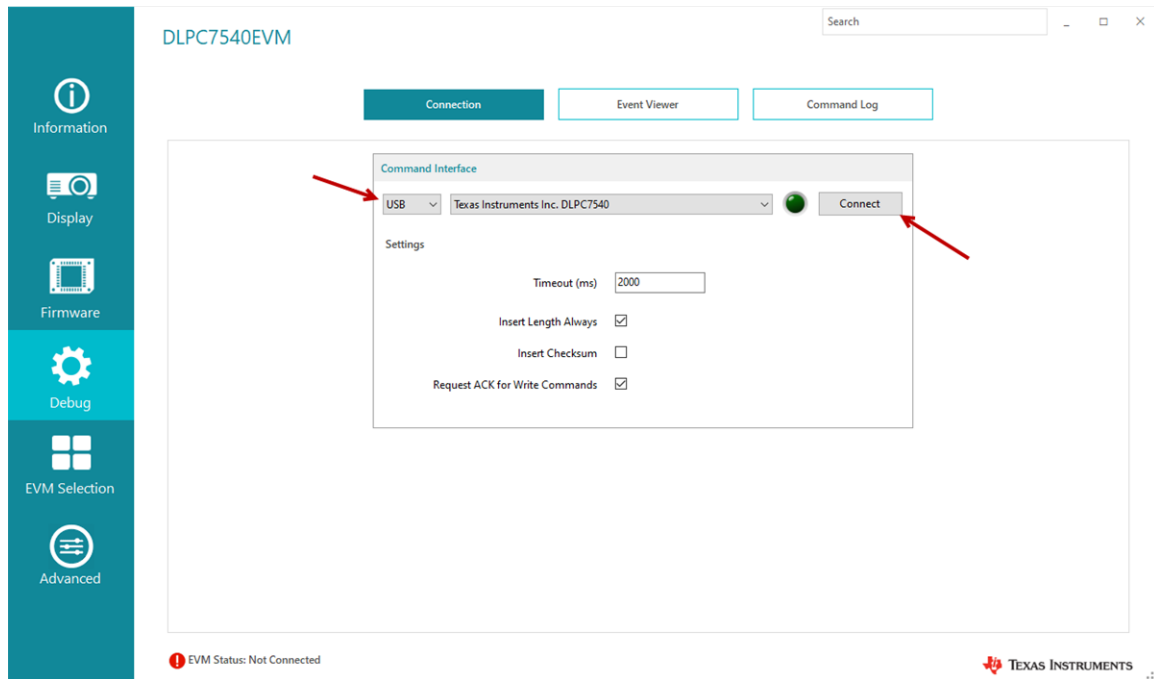 Search
DLPC7540EVM
Information
Display
Firmware
Debug
EVM Selection
Advanced
Connection
Event Viewer
Command Log
Command Interface
USB
Texas Instruments Inc. DLPC7540
Connect
Settings
Timeout (ms) 2000
Insert Length Always
Insert Checksum
Request ACK for Write Commands
EVM Status: Not Connected
TEXAS INSTRUMENTS